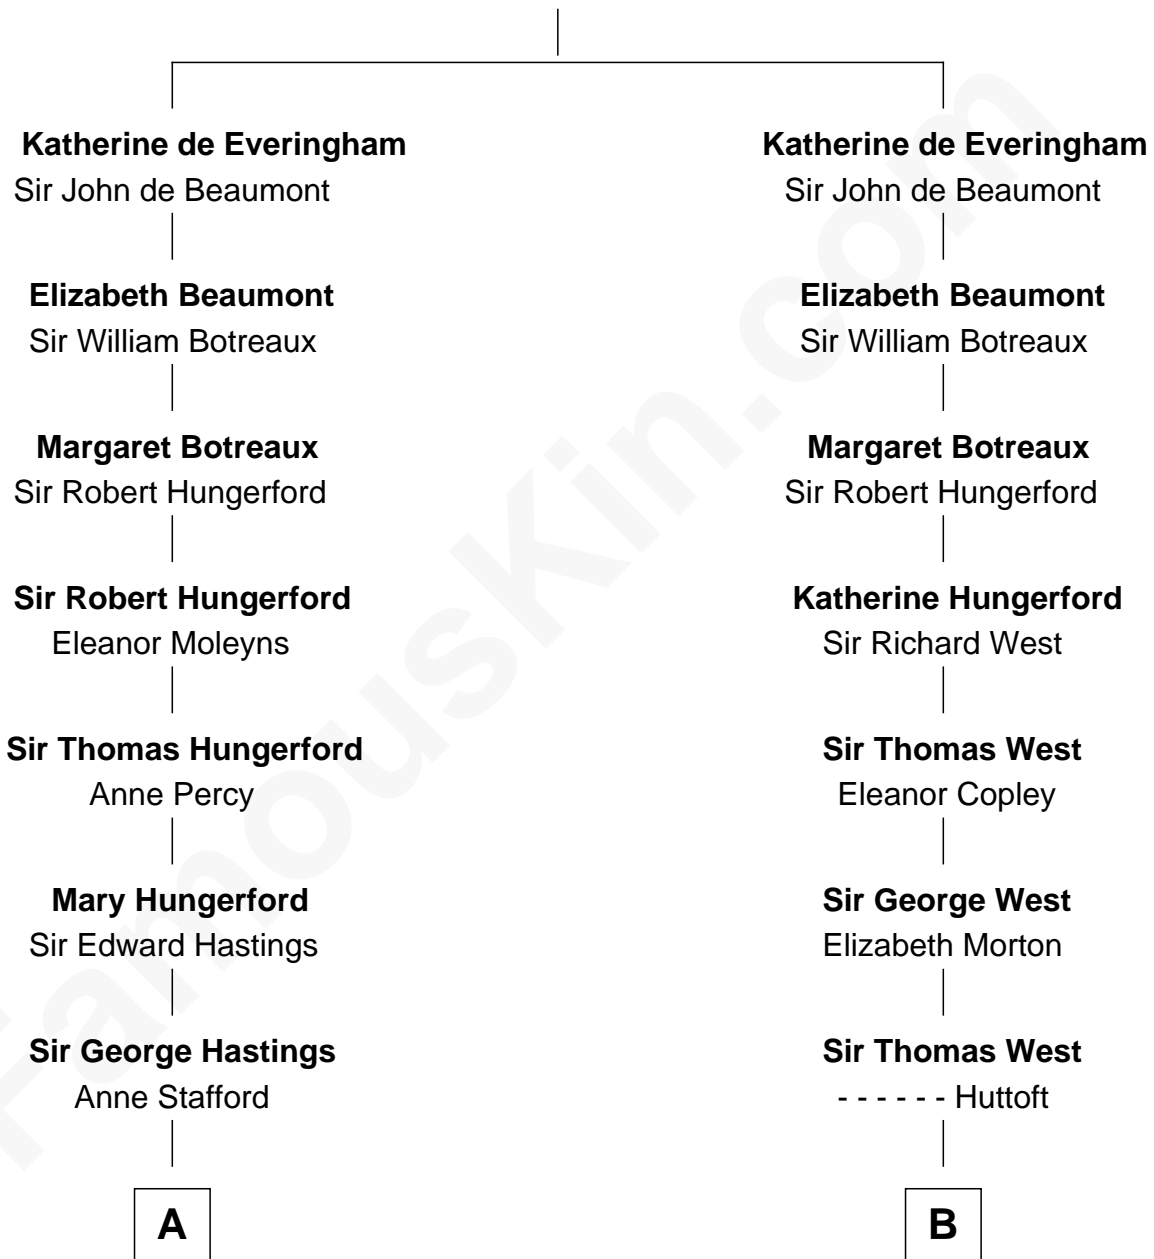 Katherine de Everingham
Sir John de Beaumont
Elizabeth Beaumont
Sir William Botreaux
Margaret Botreaux
Sir Robert Hungerford
Sir Robert Hungerford
Eleanor Moleyns
Sir Thomas Hungerford
Anne Percy
Mary Hungerford
Sir Edward Hastings
Sir George Hastings
Anne Stafford
A
Katherine de Everingham
Sir John de Beaumont
Elizabeth Beaumont
Sir William Botreaux
Margaret Botreaux
Sir Robert Hungerford
Katherine Hungerford
Sir Richard West
Sir Thomas West
Eleanor Copley
Sir George West
Elizabeth Morton
Sir Thomas West
- - - - - - Huttoft
B
FamousKin.com